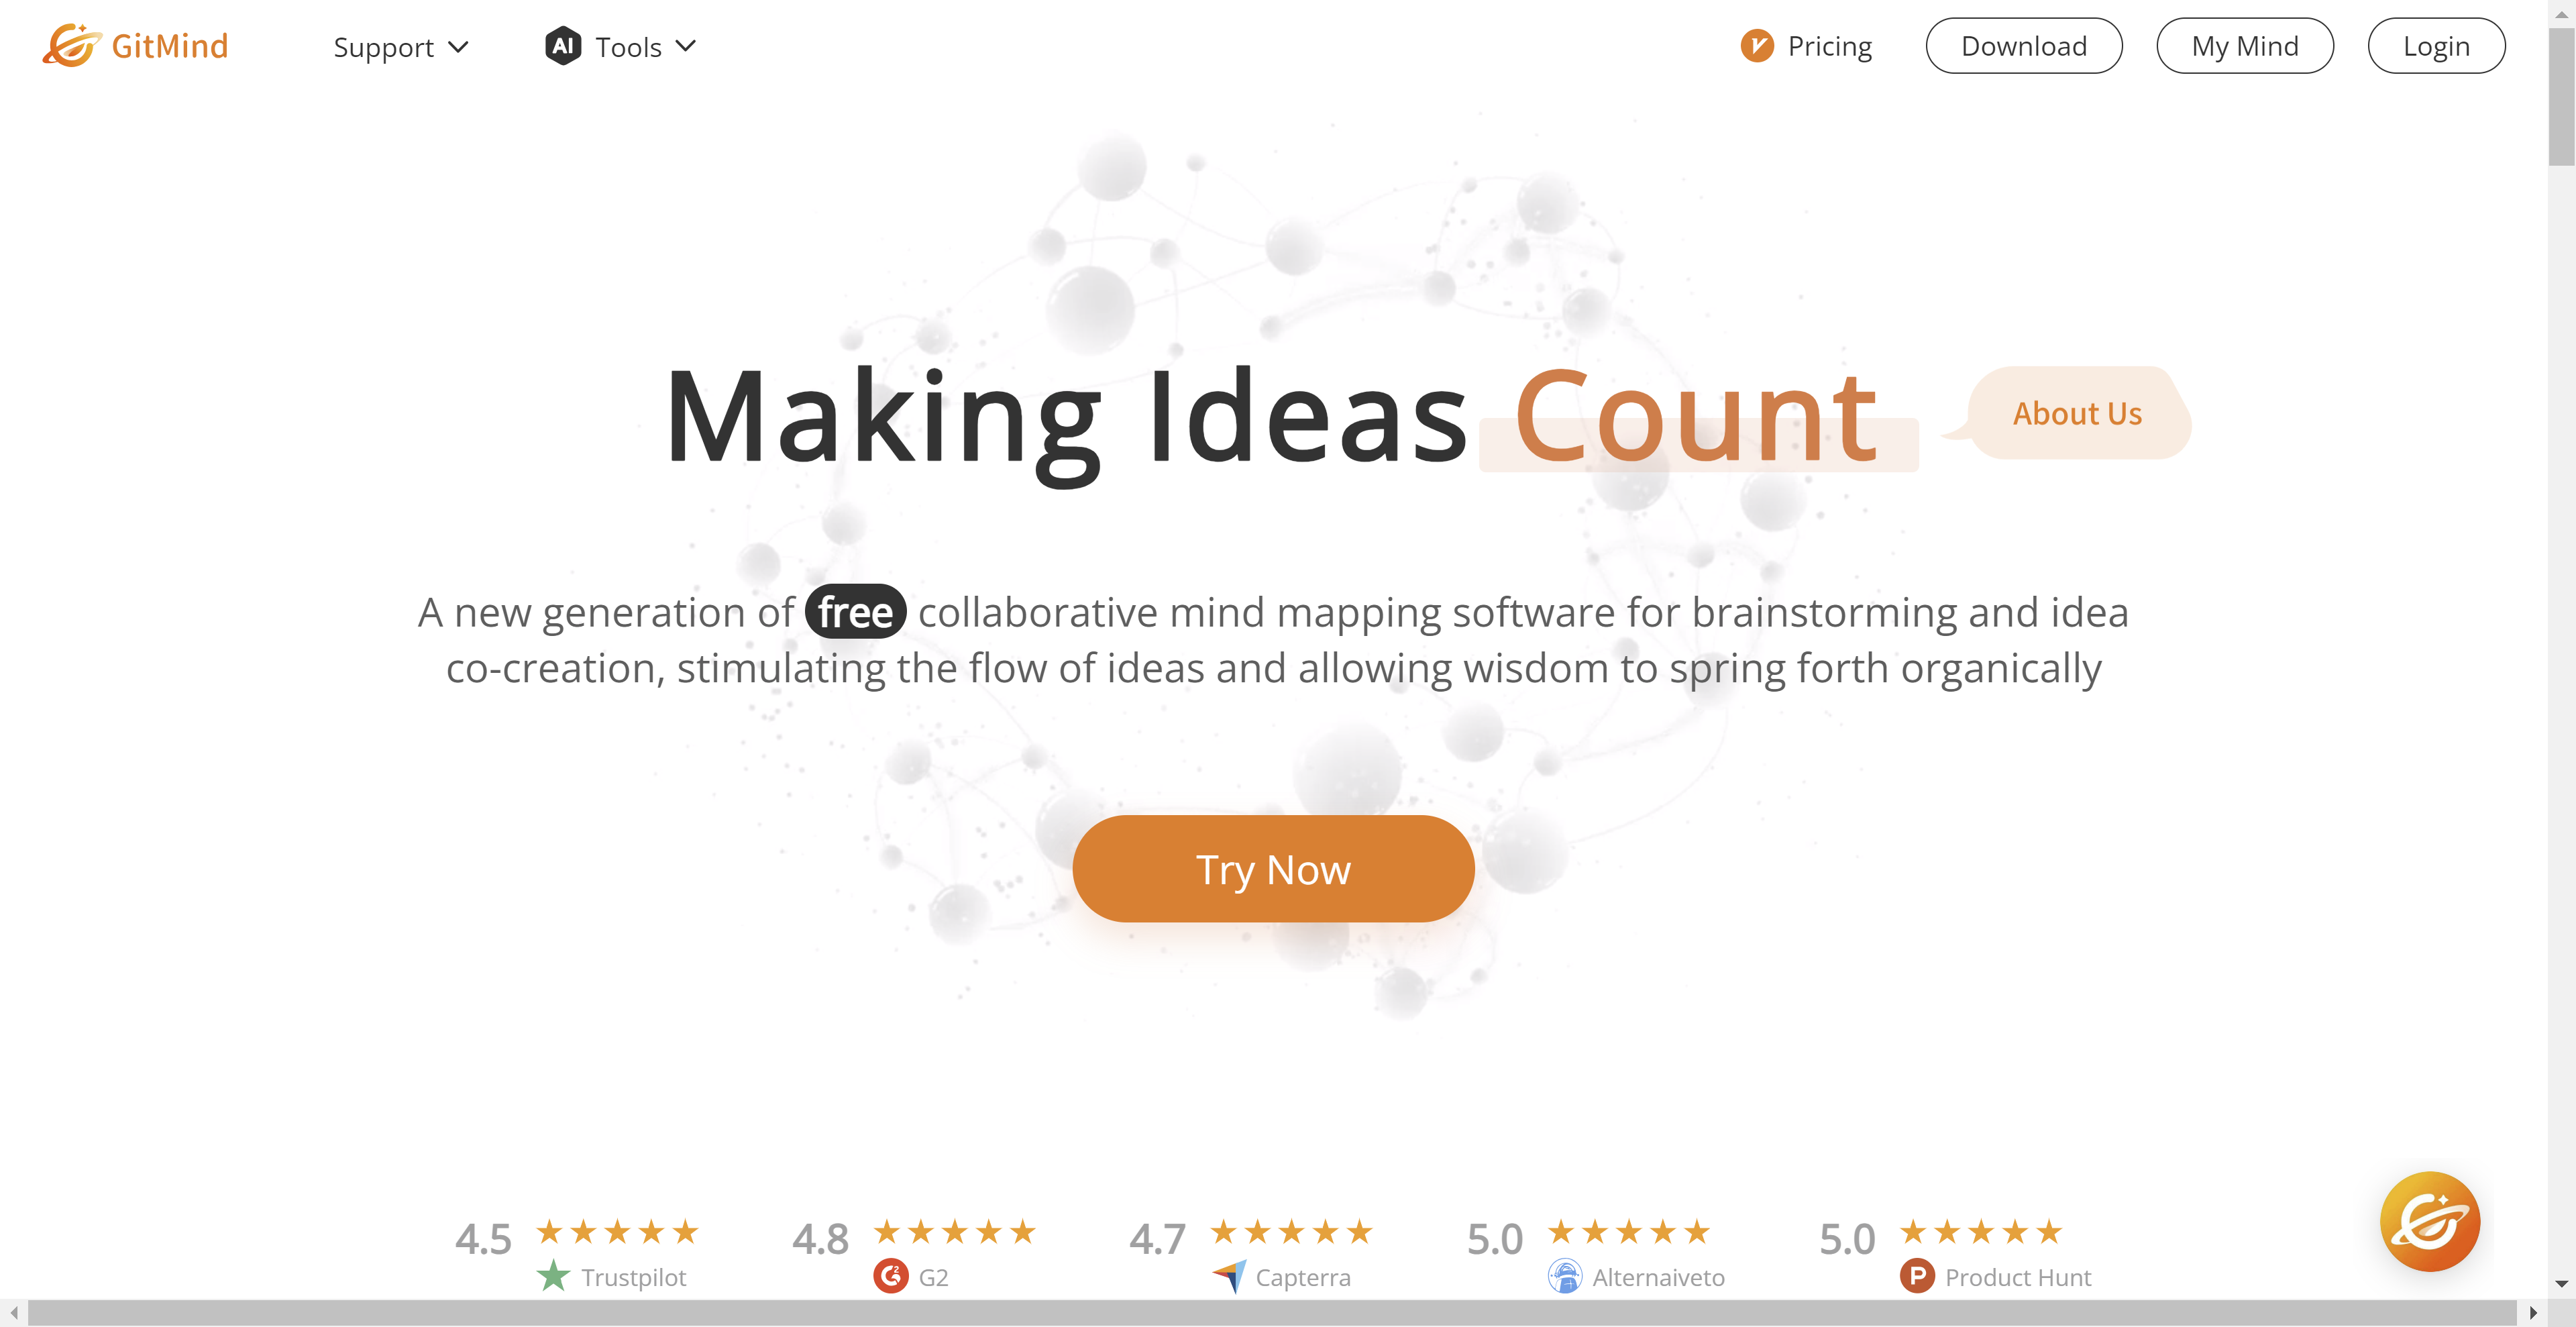 GitMind
Support
AI Tools
Pricing
Download
My Mind
Login
Making Ideas Count
About Us
A new generation of free collaborative mind mapping software for brainstorming and idea
co-creation, stimulating the flow of ideas and allowing wisdom to spring forth organically
Try Now
4.5
Trustpilot
4.8
G2
4.7
Capterra
5.0
Alternaiveto
5.0
Product Hunt